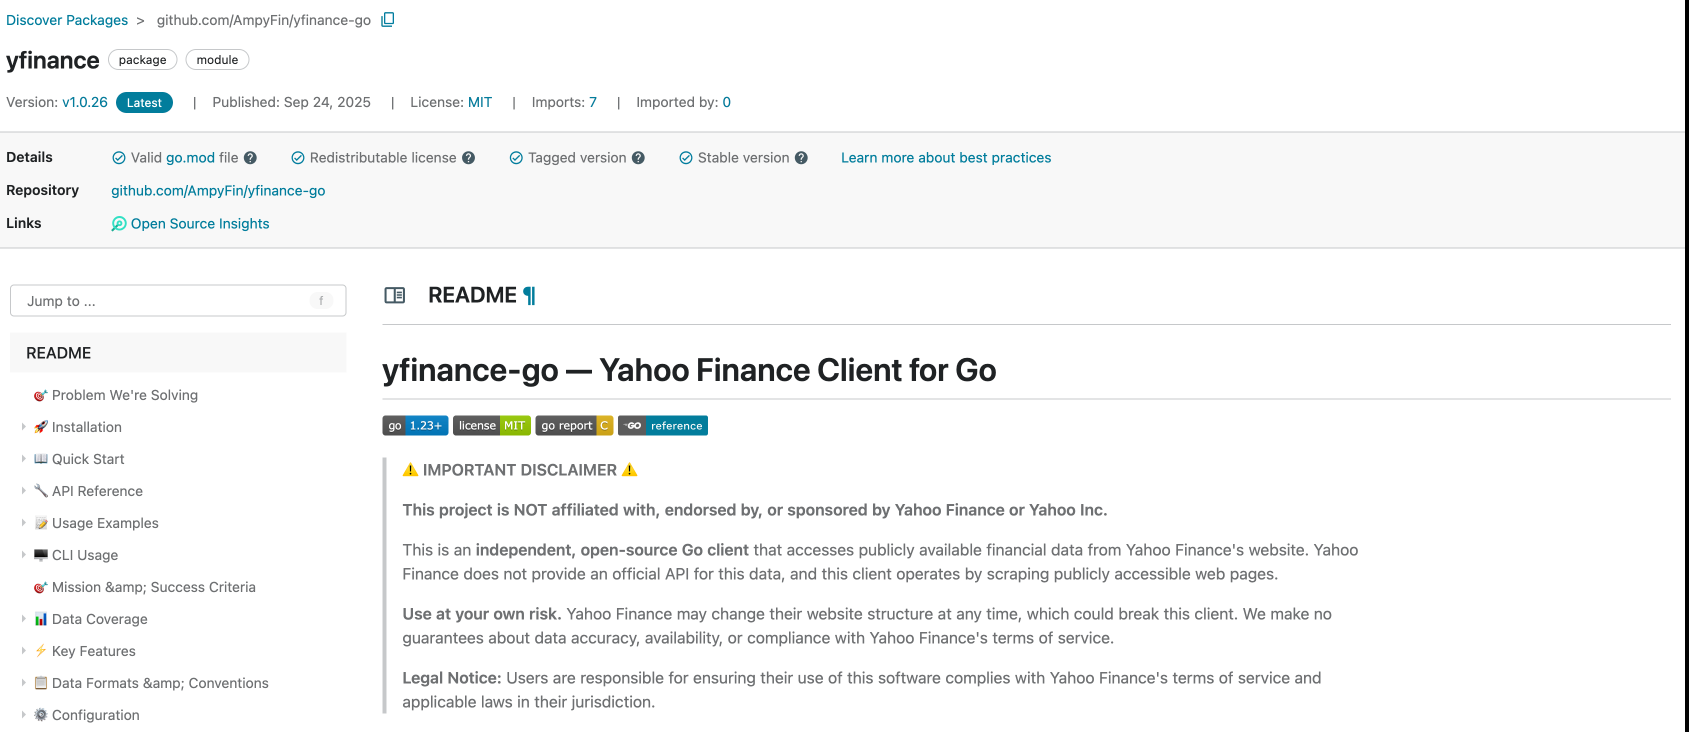 Discover Packages > github.com/AmpyFin/yfinance-go
yfinance package module
Version: v1.0.26 Latest | Published: Sep 24, 2025 | License: MIT | Imports: 7 | Imported by: 0
Details Valid go.mod file ? Redistributable license ? Tagged version ? Stable version ? Learn more about best practices
Repository github.com/AmpyFin/yfinance-go
Links Open Source Insights
Jump to ... f
README
🎯 Problem We're Solving
🚀 Installation
📖 Quick Start
🔧 API Reference
📝 Usage Examples
🖥️ CLI Usage
🎯 Mission &amp; Success Criteria
📊 Data Coverage
⚡ Key Features
📋 Data Formats &amp; Conventions
⚙️ Configuration
README ¶
yfinance-go — Yahoo Finance Client for Go
go 1.23+ license MIT go report C GO reference
⚠️ IMPORTANT DISCLAIMER ⚠️
This project is NOT affiliated with, endorsed by, or sponsored by Yahoo Finance or Yahoo Inc.
This is an independent, open-source Go client that accesses publicly available financial data from Yahoo Finance's website. Yahoo
Finance does not provide an official API for this data, and this client operates by scraping publicly accessible web pages.
Use at your own risk. Yahoo Finance may change their website structure at any time, which could break this client. We make no
guarantees about data accuracy, availability, or compliance with Yahoo Finance's terms of service.
Legal Notice: Users are responsible for ensuring their use of this software complies with Yahoo Finance's terms of service and
applicable laws in their jurisdiction.